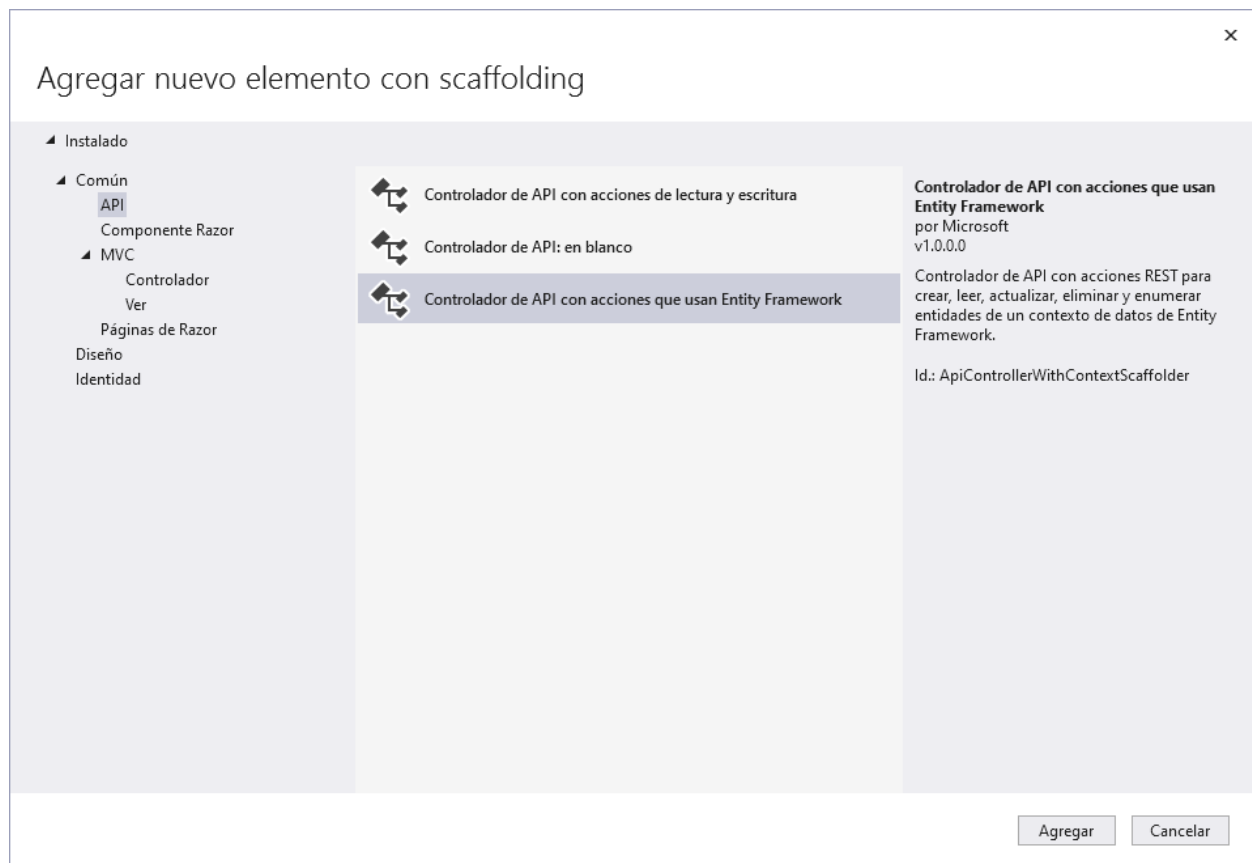 Agregar nuevo elemento con scaffolding
Instalado
Común
API
Componente Razor
MVC
Controlador
Ver
Páginas de Razor
Diseño
Identidad
Controlador de API con acciones de lectura y escritura
Controlador de API: en blanco
Controlador de API con acciones que usan Entity Framework
Controlador de API con acciones que usan
Entity Framework
por Microsoft
v1.0.0.0
Controlador de API con acciones REST para
crear, leer, actualizar, eliminar y enumerar
entidades de un contexto de datos de Entity
Framework.
Id.: ApiControllerWithContextScaffolder
Agregar
Cancelar